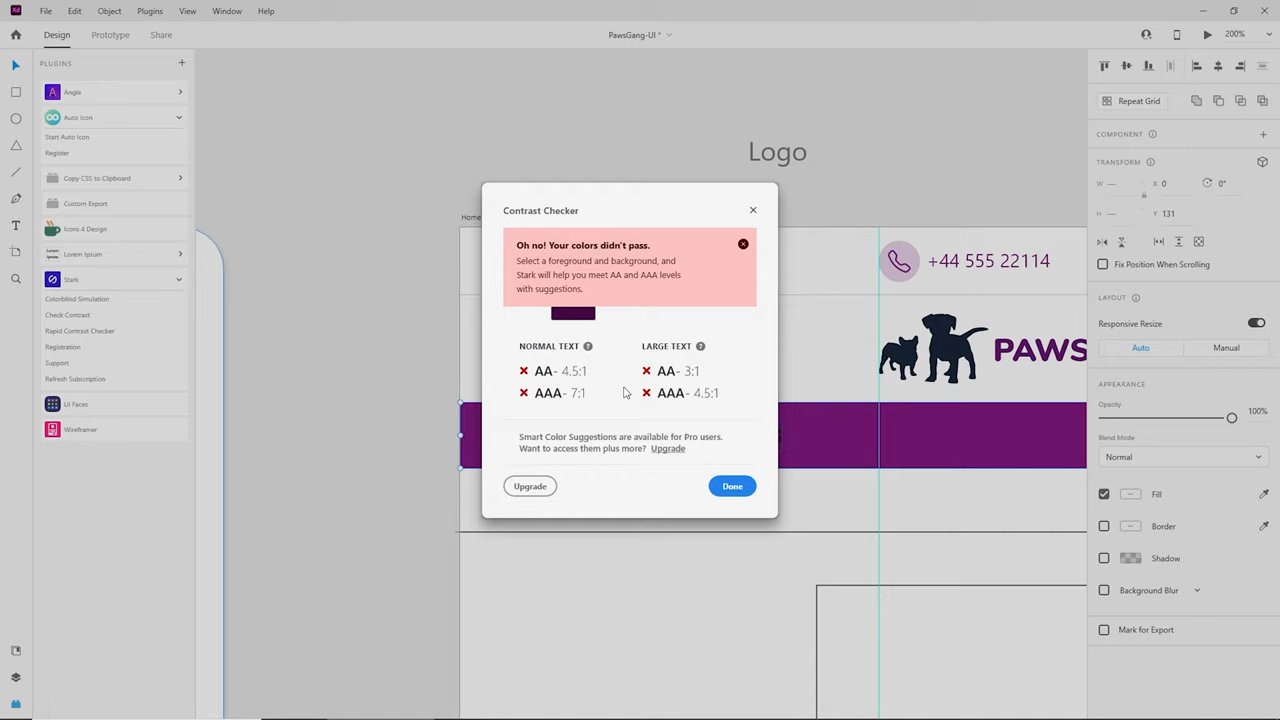 Xd File Edit Object Plugins View Window Help
Design Prototype Share PawsGang-UI * 200%
PLUGINS
A Angle
Auto Icon
Start Auto Icon
Register
Copy CSS to Clipboard
Custom Export
Icons 4 Design
Lorem Ipsum
Stark
Colorblind Simulation
Check Contrast
Rapid Contrast Checker
Registration
Support
Refresh Subscription
UI Faces
Wireframer
Logo
Home
+44 555 22114
PAWS
Contrast Checker
Oh no! Your colors didn't pass.
Select a foreground and background, and
Stark will help you meet AA and AAA levels
with suggestions.
NORMAL TEXT ? LARGE TEXT ?
AA- 4.5:1 AA- 3:1
AAA- 7:1 AAA- 4.5:1
Smart Color Suggestions are available for Pro users.
Want to access them plus more? Upgrade
Upgrade Done
Repeat Grid
COMPONENT
TRANSFORM
W — X 0 0°
H — Y 131
Fix Position When Scrolling
LAYOUT
Responsive Resize
Auto Manual
APPEARANCE
Opacity
100%
Blend Mode
Normal
Fill
Border
Shadow
Background Blur
Mark for Export